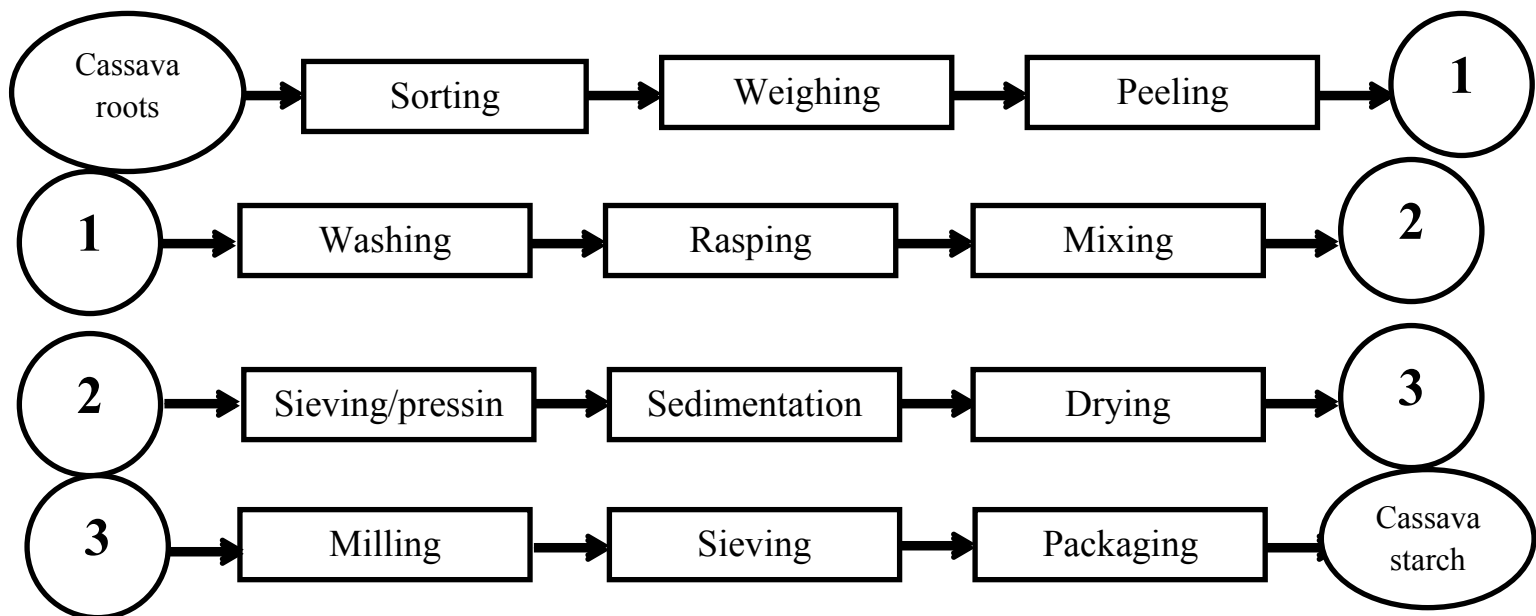 Cassava
roots
Sorting
Weighing
Peeling
1
1
Washing
Rasping
Mixing
2
2
Sieving/pressin
Sedimentation
Drying
3
3
Milling
Sieving
Packaging
Cassava
starch